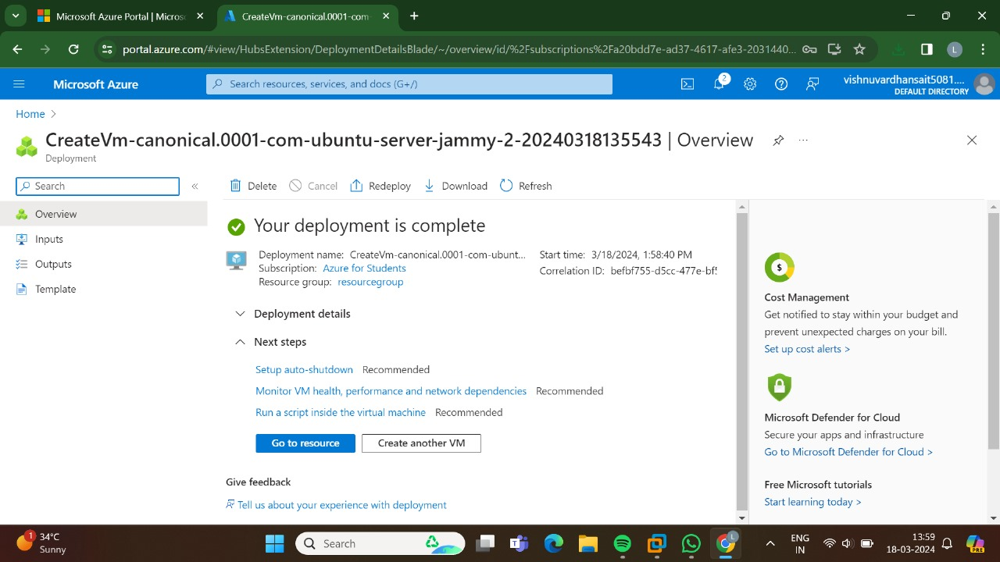 Microsoft Azure Portal | Micros
CreateVm-canonical.0001-com-
portal.azure.com/#view/HubsExtension/DeploymentDetailsBlade/~/overview/id/%2Fsubscriptions%2Fa20bdd7e-ad37-4617-afe3-2031440...
L
Microsoft Azure
Search resources, services, and docs (G+/)
2
vishnuvardhansait5081....
DEFAULT DIRECTORY
Home
CreateVm-canonical.0001-com-ubuntu-server-jammy-2-20240318135543 | Overview
Deployment
Search
Delete
Cancel
Redeploy
Download
Refresh
Overview
Inputs
Outputs
Template
Your deployment is complete
Deployment name: CreateVm-canonical.0001-com-ubunt...
Subscription: Azure for Students
Resource group: resourcegroup
Start time: 3/18/2024, 1:58:40 PM
Correlation ID: befbf755-d5cc-477e-bf
Deployment details
Next steps
Setup auto-shutdown Recommended
Monitor VM health, performance and network dependencies Recommended
Run a script inside the virtual machine Recommended
Go to resource
Create another VM
Give feedback
Tell us about your experience with deployment
$
Cost Management
Get notified to stay within your budget and
prevent unexpected charges on your bill.
Set up cost alerts >
Microsoft Defender for Cloud
Secure your apps and infrastructure
Go to Microsoft Defender for Cloud >
Free Microsoft tutorials
Start learning today >
1
34°C
Sunny
Search
L
ENG
IN
13:59
18-03-2024
PRE